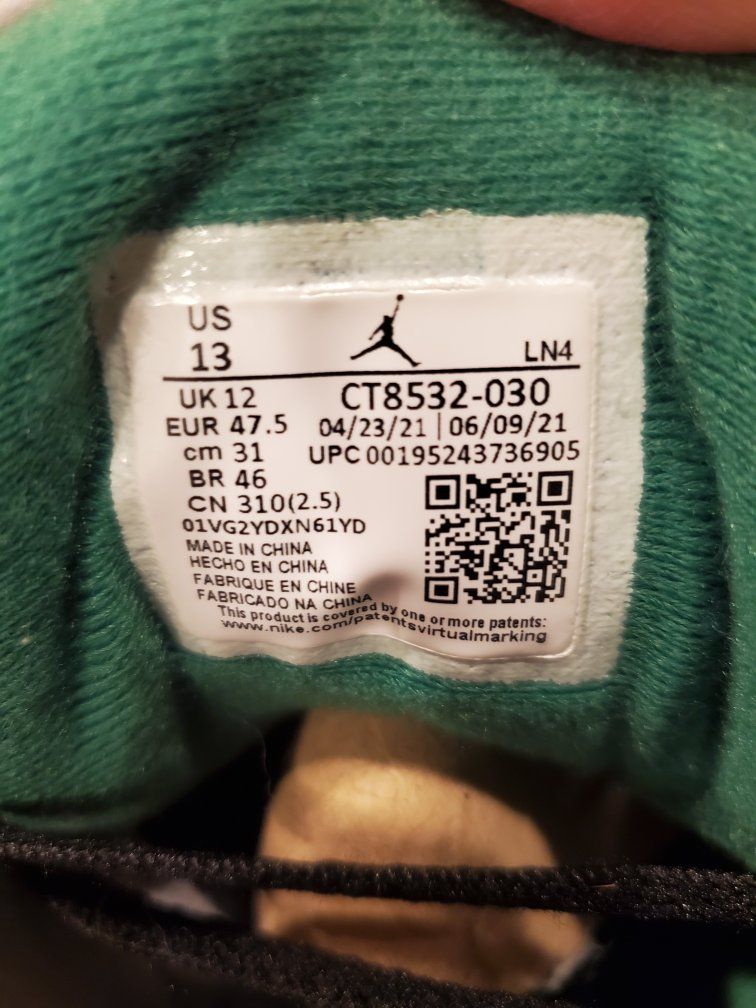 US
13
LN4
UK 12
EUR 47.5
cm 31
BR 46
CN 310(2.5)
01VG2YDXN61YD
CT8532-030
04/23/21 | 06/09/21
UPC 00195243736905
MADE IN CHINA
HECHO EN CHINA
FABRIQUE EN CHINE
FABRICADO NA CHINA
This product is covered by one or more patents:
www.nike.com/patentsvirtualmarking